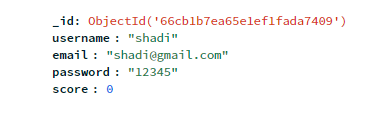 _id: ObjectId('66cb1b7ea65e1ef1fada7409')
username : "shadi"
email : "shadi@gmail.com"
password : "12345"
score : 0